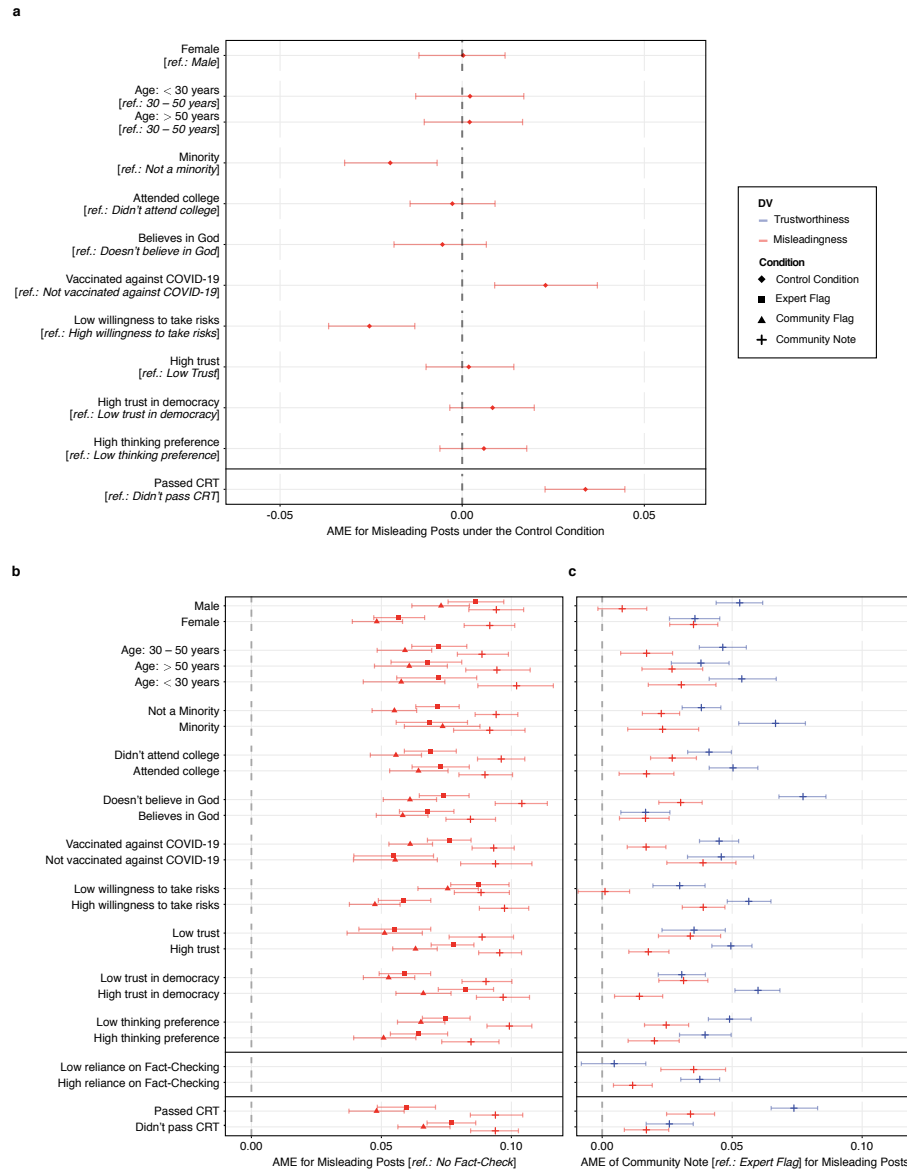 a
Female
[ref.: Male]
Age: < 30 years
[ref.: 30 – 50 years]
Age: > 50 years
[ref.: 30 – 50 years]
Minority
[ref.: Not a minority]
Attended college
[ref.: Didn't attend college]
Believes in God
[ref.: Doesn't believe in God]
Vaccinated against COVID-19
[ref.: Not vaccinated against COVID-19]
Low willingness to take risks
[ref.: High willingness to take risks]
High trust
[ref.: Low Trust]
High trust in democracy
[ref.: Low trust in democracy]
High thinking preference
[ref.: Low thinking preference]
Passed CRT
[ref.: Didn't pass CRT]
-0.05 0.00 0.05
AME for Misleading Posts under the Control Condition
DV
Trustworthiness
Misleadingness
Condition
Control Condition
Expert Flag
Community Flag
Community Note
b c
Male
Female
Age: 30 – 50 years
Age: > 50 years
Age: < 30 years
Not a Minority
Minority
Didn't attend college
Attended college
Doesn't believe in God
Believes in God
Vaccinated against COVID-19
Not vaccinated against COVID-19
Low willingness to take risks
High willingness to take risks
Low trust
High trust
Low trust in democracy
High trust in democracy
Low thinking preference
High thinking preference
Low reliance on Fact-Checking
High reliance on Fact-Checking
Passed CRT
Didn't pass CRT
0.00 0.05 0.10 0.00 0.05 0.10
AME for Misleading Posts [ref.: No Fact-Check] AME of Community Note [ref.: Expert Flag] for Misleading Posts